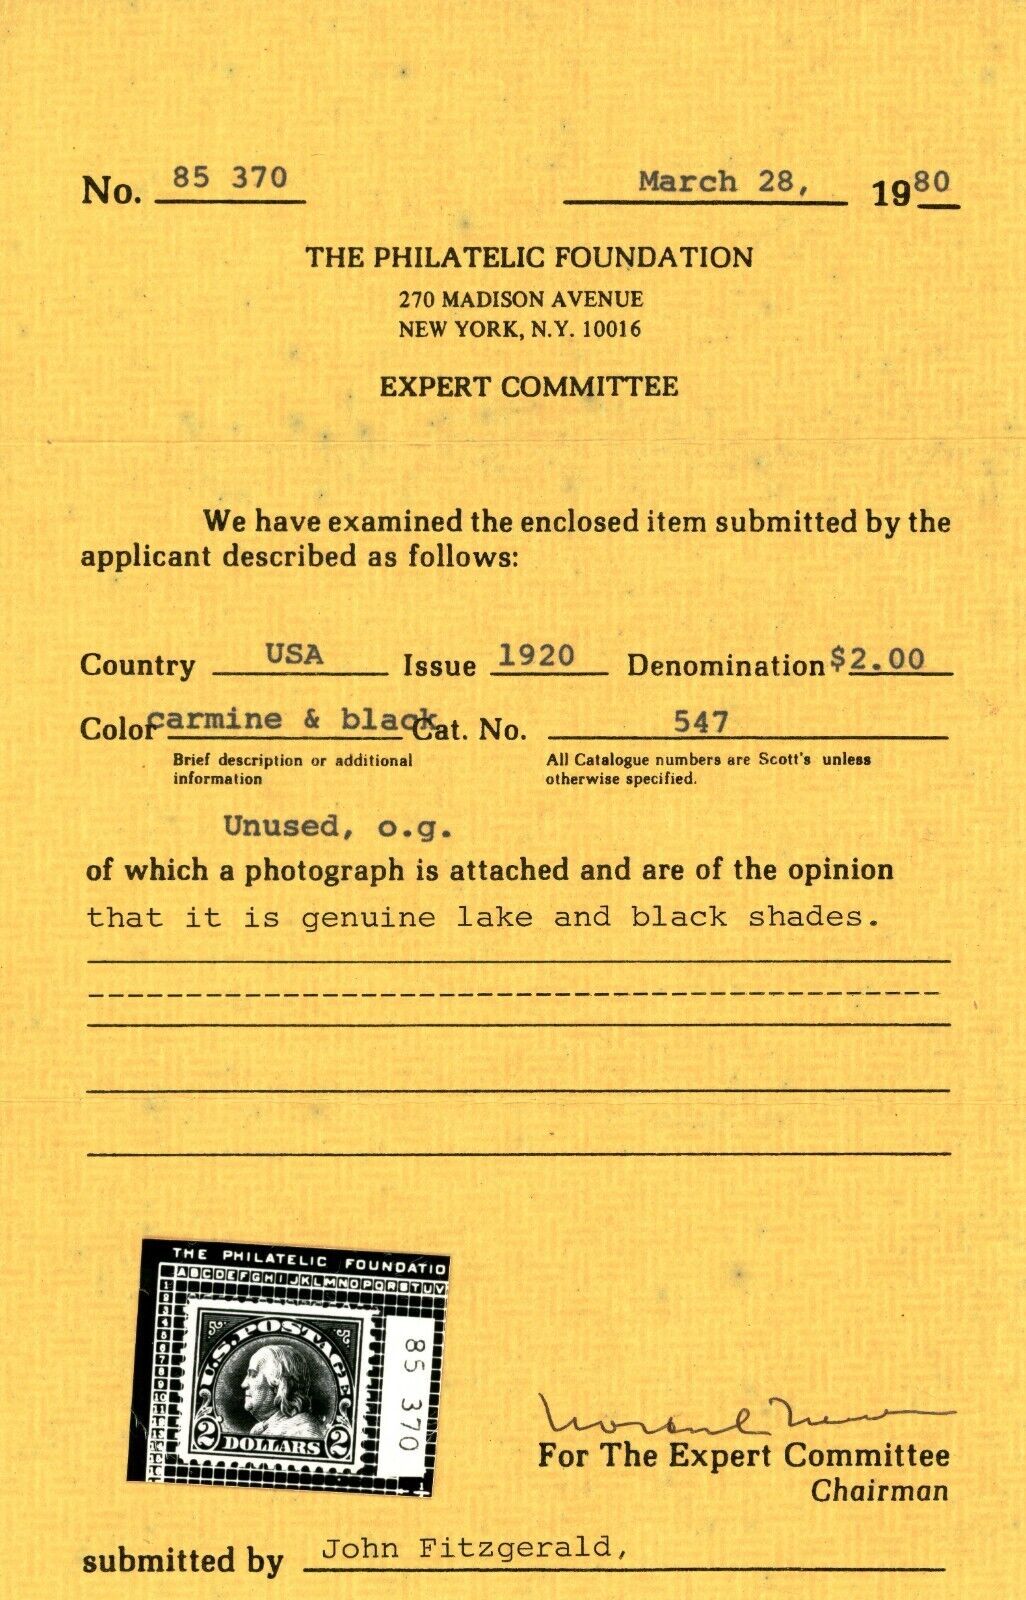 No. 85 370 March 28, 1980
THE PHILATELIC FOUNDATION
270 MADISON AVENUE
NEW YORK, N.Y. 10016
EXPERT COMMITTEE
We have examined the enclosed item submitted by the
applicant described as follows:
Country USA Issue 1920 Denomination $2.00
Color carmine & black Cat. No. 547
Brief description or additional
information
All Catalogue numbers are Scott's unless
otherwise specified.
Unused, o.g.
of which a photograph is attached and are of the opinion
that it is genuine lake and black shades.
THE PHILATELIC FOUNDATIO
ABCDEFGHIJKLMNOPQRSTUV
U.S. POSTAGE
2 DOLLARS 2
85 370
For The Expert Committee
Chairman
submitted by John Fitzgerald,